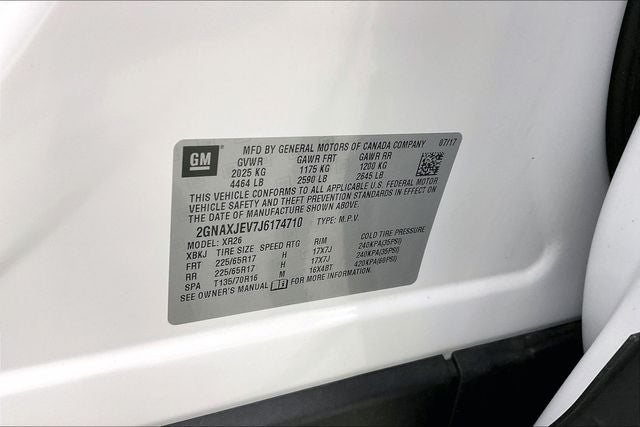 GM
MFD BY GENERAL MOTORS OF CANADA COMPANY 07/17
GVWR GAWR FRT GAWR RR
2025 KG 1175 KG 1200 KG
4464 LB 2590 LB 2645 LB
THIS VEHICLE CONFORMS TO ALL APPLICABLE U.S. FEDERAL MOTOR
VEHICLE SAFETY AND THEFT PREVENTION STANDARDS IN EFFECT ON
THE DATE OF MANUFACTURE SHOWN ABOVE.
2GNAXJEV7J6174710 TYPE: M.P.V.
MODEL: XR26
XBKJ TIRE SIZE SPEED RTG RIM COLD TIRE PRESSURE
FRT 225/65R17 H 17X7J 240KPA(35PSI)
RR 225/65R17 H 17X7J 240KPA(35PSI)
SPA T135/70R16 M 16X4BT 420KPA(60PSI)
SEE OWNER'S MANUAL FOR MORE INFORMATION.